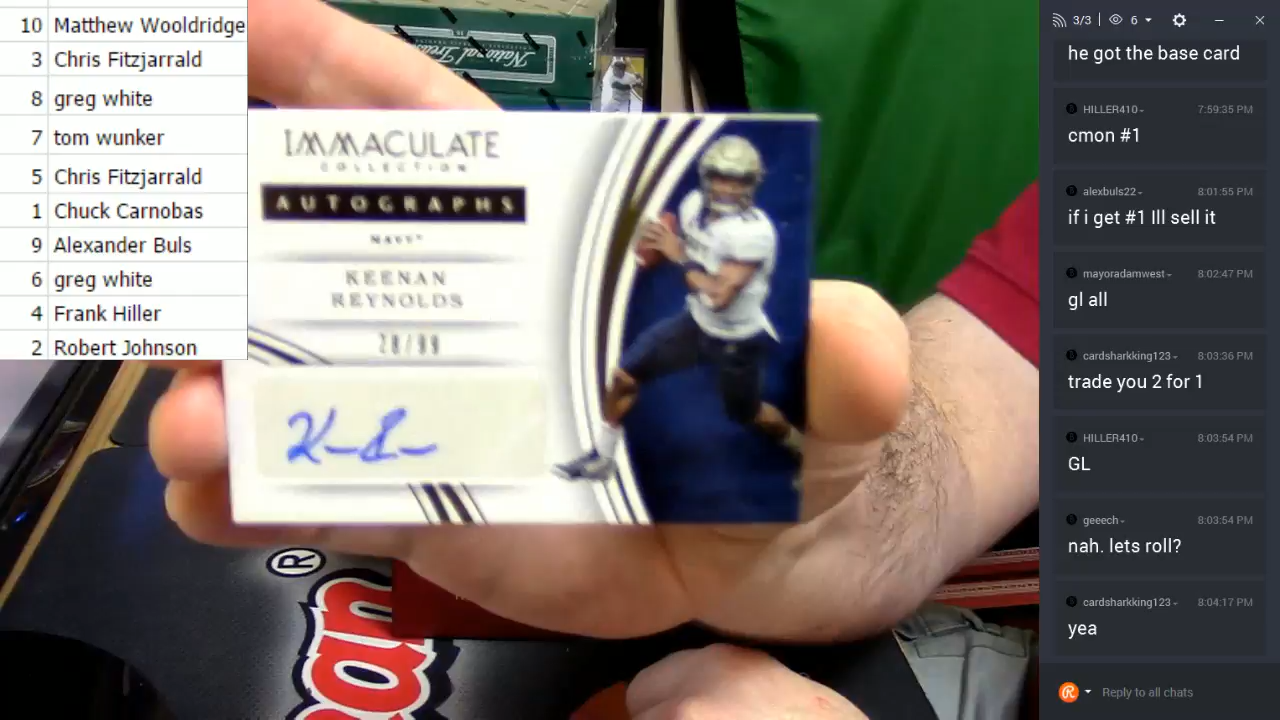 10 Matthew Wooldridge
3 Chris Fitzjarrald
8 greg white
7 tom wunker
5 Chris Fitzjarrald
1 Chuck Carnobas
9 Alexander Buls
6 greg white
4 Frank Hiller
2 Robert Johnson
National Treasures
IMMACULATE
COLLECTION
AUTOGRAPHS
NAVY®
KEENAN
REYNOLDS
28/99
®
3/3 6
he got the base card
HILLER410 7:59:35 PM
cmon #1
alexbuls22 8:01:55 PM
if i get #1 Ill sell it
mayoradamwest 8:02:47 PM
gl all
cardsharkking123 8:03:36 PM
trade you 2 for 1
HILLER410 8:03:54 PM
GL
geeech 8:03:54 PM
nah. lets roll?
cardsharkking123 8:04:17 PM
yea
Reply to all chats